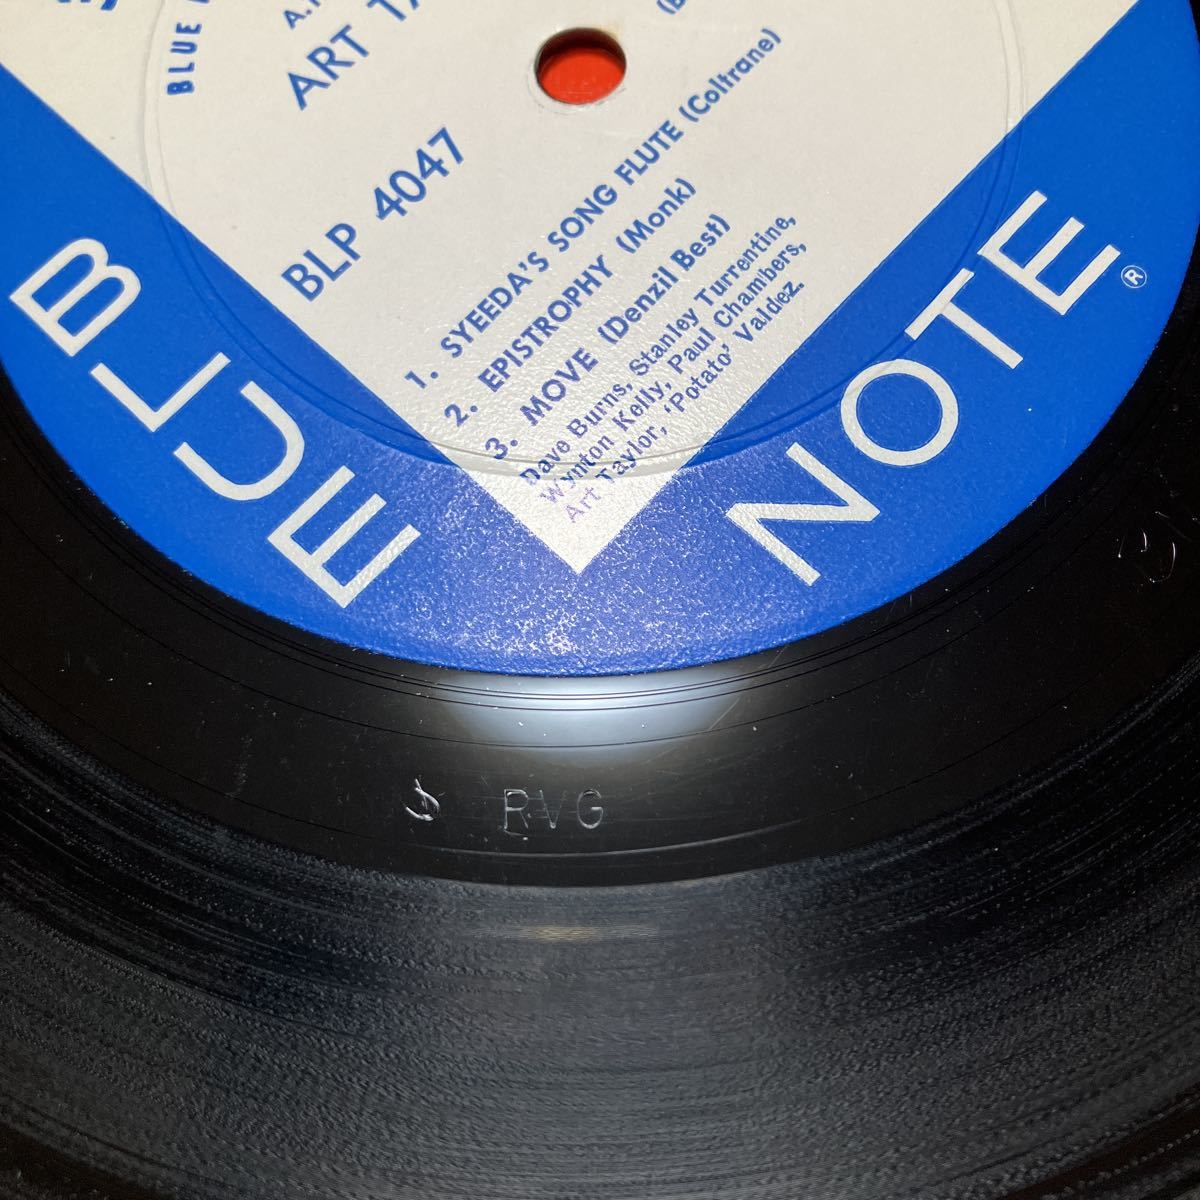 BLUE
A.
ART TA
BLP 4047
1. SYEEDA'S SONG FLUTE (Coltrane)
2. EPISTROPHY (Monk)
3. MOVE (Denzil Best)
Dave Burns, Stanley Turrentine,
Wynton Kelly, Paul Chambers,
Art Taylor, 'Potato' Valdez.
BLUE NOTE ®
RVG